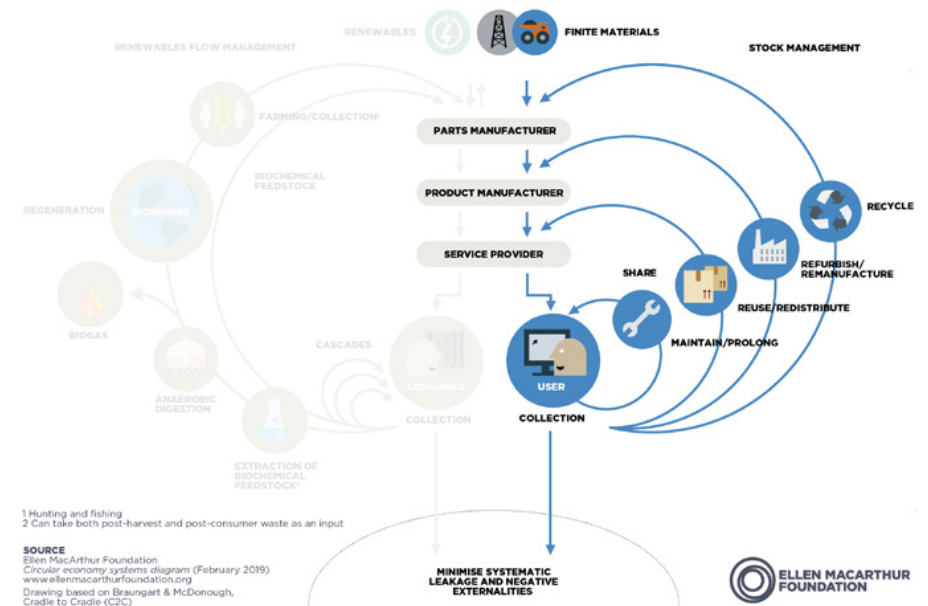 RENEWABLES
FINITE MATERIALS
RENEWABLES FLOW MANAGEMENT
STOCK MANAGEMENT
PARTS MANUFACTURER
PRODUCT MANUFACTURER
SERVICE PROVIDER
FARMING/COLLECTION¹
BIOCHEMICAL
FEEDSTOCK
REGENERATION
BIOSPHERE
BIOGAS
ANAEROBIC
DIGESTION
CASCADES
CONSUMER
COLLECTION
EXTRACTION OF
BIOCHEMICAL
FEEDSTOCK²
RECYCLE
REFURBISH/
REMANUFACTURE
SHARE
REUSE/REDISTRIBUTE
MAINTAIN/PROLONG
USER
COLLECTION
MINIMISE SYSTEMATIC
LEAKAGE AND NEGATIVE
EXTERNALITIES
1 Hunting and fishing
2 Can take both post-harvest and post-consumer waste as an input
SOURCE
Ellen MacArthur Foundation
Circular economy systems diagram (February 2019)
www.ellenmacarthurfoundation.org
Drawing based on Braungart & McDonough,
Cradle to Cradle (C2C)
ELLEN MACARTHUR
FOUNDATION